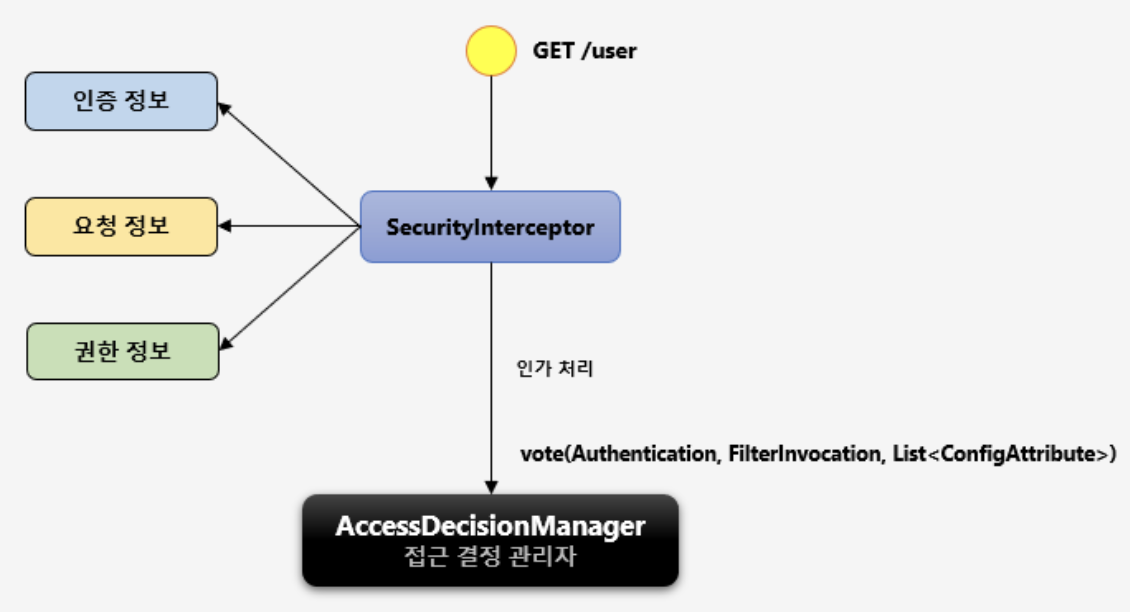 GET /user
인증 정보
요청 정보
SecurityInterceptor
권한 정보
인가 처리
vote(Authentication, FilterInvocation, List<ConfigAttribute>)
AccessDecisionManager
접근 결정 관리자